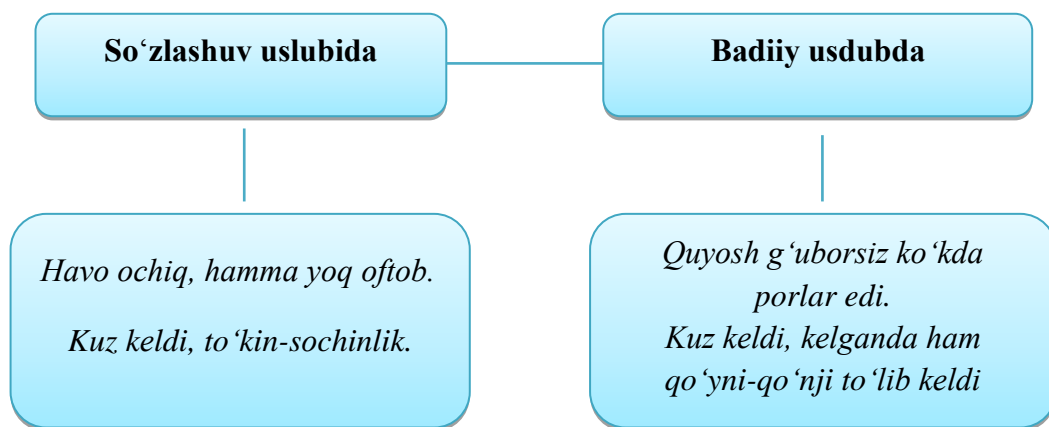 So‘zlashuv uslubida
Badiiy usdubda
Havo ochiq, hamma yoq oftob.
Kuz keldi, to‘kin-sochinlik.
Quyosh g‘uborsiz ko‘kda
porlar edi.
Kuz keldi, kelganda ham
qo‘yni-qo‘nji to‘lib keldi